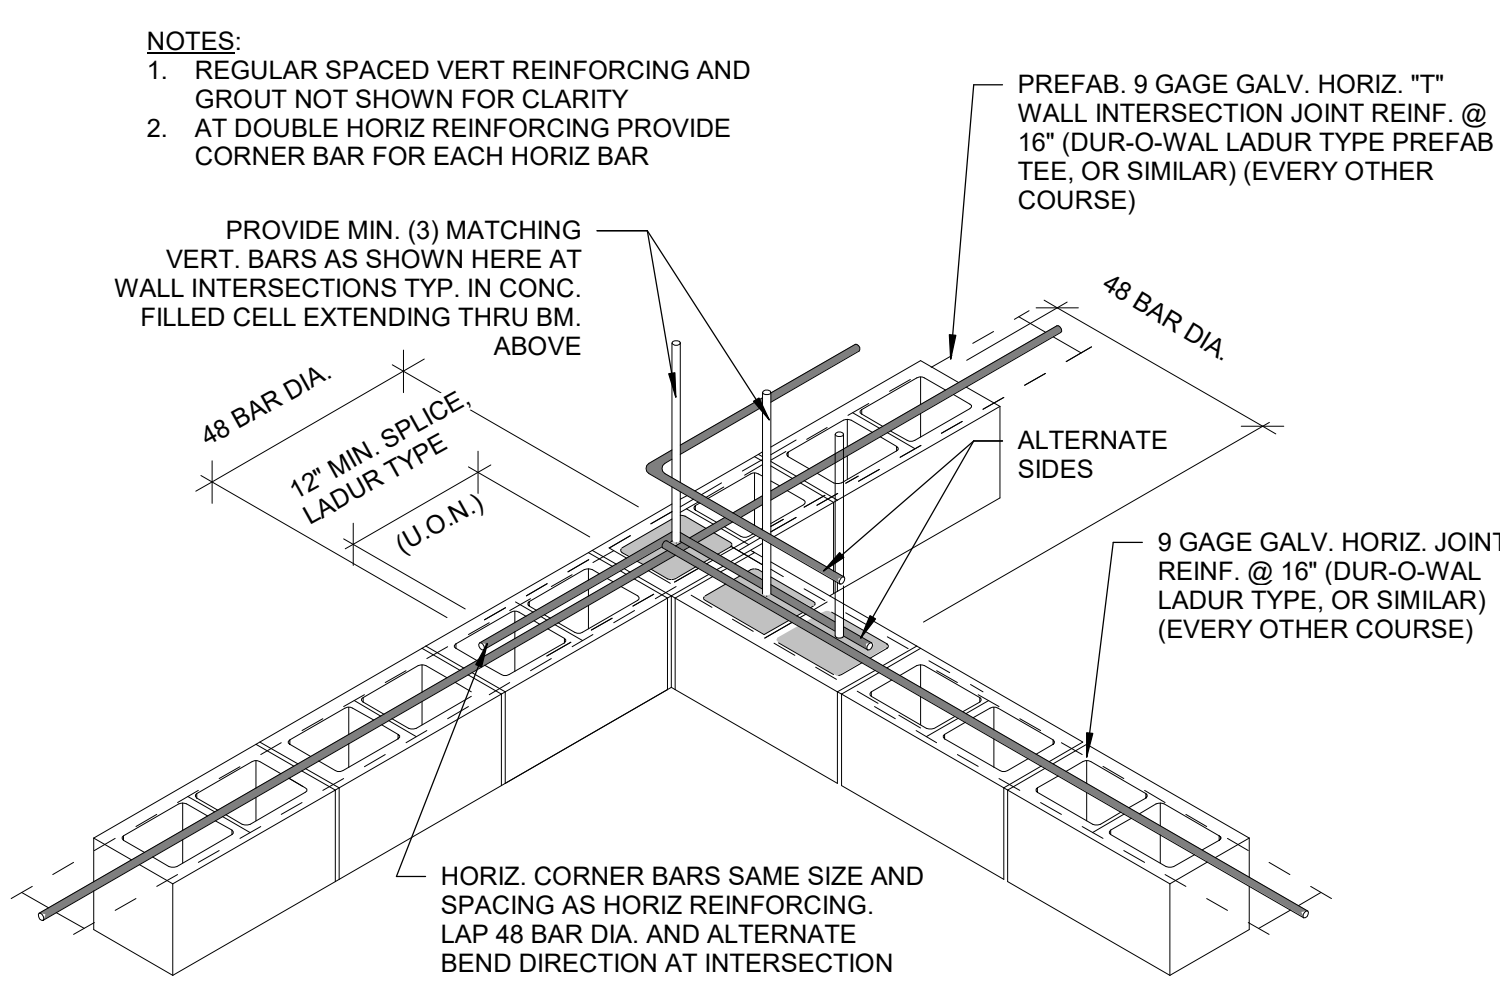 NOTES:
1. REGULAR SPACED VERT REINFORCING AND
GROUT NOT SHOWN FOR CLARITY
2. AT DOUBLE HORIZ REINFORCING PROVIDE
CORNER BAR FOR EACH HORIZ BAR
PREFAB. 9 GAGE GALV. HORIZ. "T"
WALL INTERSECTION JOINT REINF. @
16" (DUR-O-WAL LADUR TYPE PREFAB
TEE, OR SIMILAR) (EVERY OTHER
COURSE)
PROVIDE MIN. (3) MATCHING
VERT. BARS AS SHOWN HERE AT
WALL INTERSECTIONS TYP. IN CONC.
FILLED CELL EXTENDING THRU BM.
ABOVE
48 BAR DIA.
48 BAR DIA.
12" MIN. SPLICE,
LADUR TYPE
(U.O.N.)
ALTERNATE
SIDES
9 GAGE GALV. HORIZ. JOINT
REINF. @ 16" (DUR-O-WAL
LADUR TYPE, OR SIMILAR)
(EVERY OTHER COURSE)
HORIZ. CORNER BARS SAME SIZE AND
SPACING AS HORIZ REINFORCING.
LAP 48 BAR DIA. AND ALTERNATE
BEND DIRECTION AT INTERSECTION